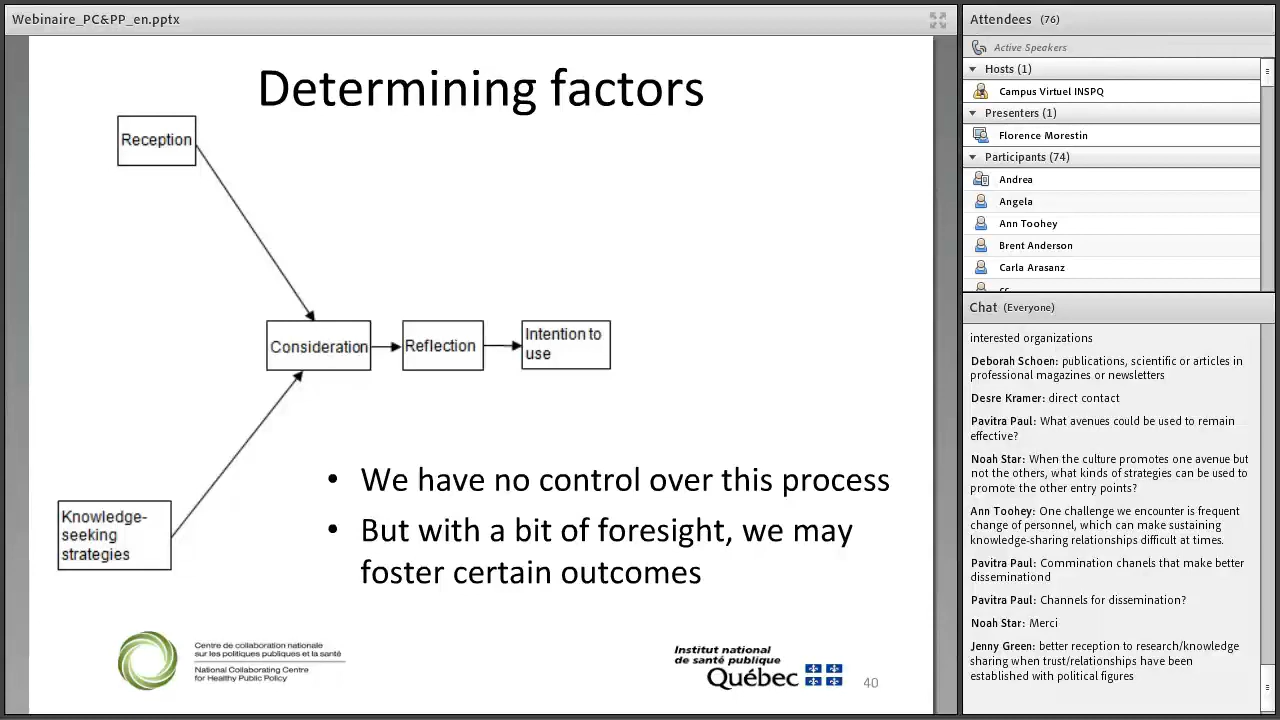 Webinaire_PC&PP_en.pptx
Determining factors
Reception
Consideration
Reflection
Intention to
use
Knowledge-
seeking
strategies
• We have no control over this process
• But with a bit of foresight, we may
foster certain outcomes
Centre de collaboration nationale
sur les politiques publiques et la santé
National Collaborating Centre
for Healthy Public Policy
Institut national
de santé publique
Québec
40
Attendees (76)
Active Speakers
Hosts (1)
Campus Virtuel INSPQ
Presenters (1)
Florence Morestin
Participants (74)
Andrea
Angela
Ann Toohey
Brent Anderson
Carla Arasanz
cc
Chat (Everyone)
interested organizations
Deborah Schoen: publications, scientific or articles in
professional magazines or newsletters
Desre Kramer: direct contact
Pavitra Paul: What avenues could be used to remain
effective?
Noah Star: When the culture promotes one avenue but
not the others, what kinds of strategies can be used to
promote the other entry points?
Ann Toohey: One challenge we encounter is frequent
change of personnel, which can make sustaining
knowledge-sharing relationships difficult at times.
Pavitra Paul: Commination chanels that make better
disseminationd
Pavitra Paul: Channels for dissemination?
Noah Star: Merci
Jenny Green: better reception to research/knowledge
sharing when trust/relationships have been
established with political figures